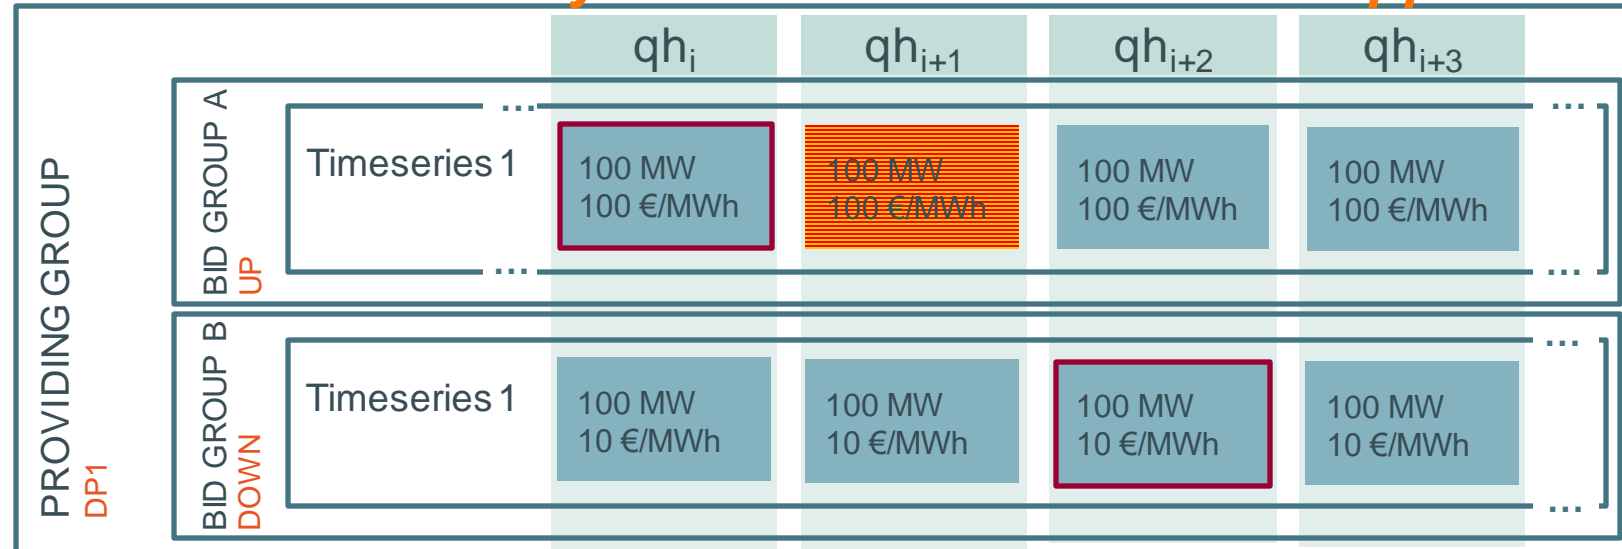 qhi qhi+1 qhi+2 qhi+3
PROVIDING GROUP
DP1
BID GROUP A
UP
... ...
Timeseries 1
100 MW 100 MW 100 MW 100 MW
100 €/MWh 100 €/MWh 100 €/MWh 100 €/MWh
... ...
BID GROUP B
DOWN
...
Timeseries 1
100 MW 100 MW 100 MW 100 MW
10 €/MWh 10 €/MWh 10 €/MWh 10 €/MWh
...